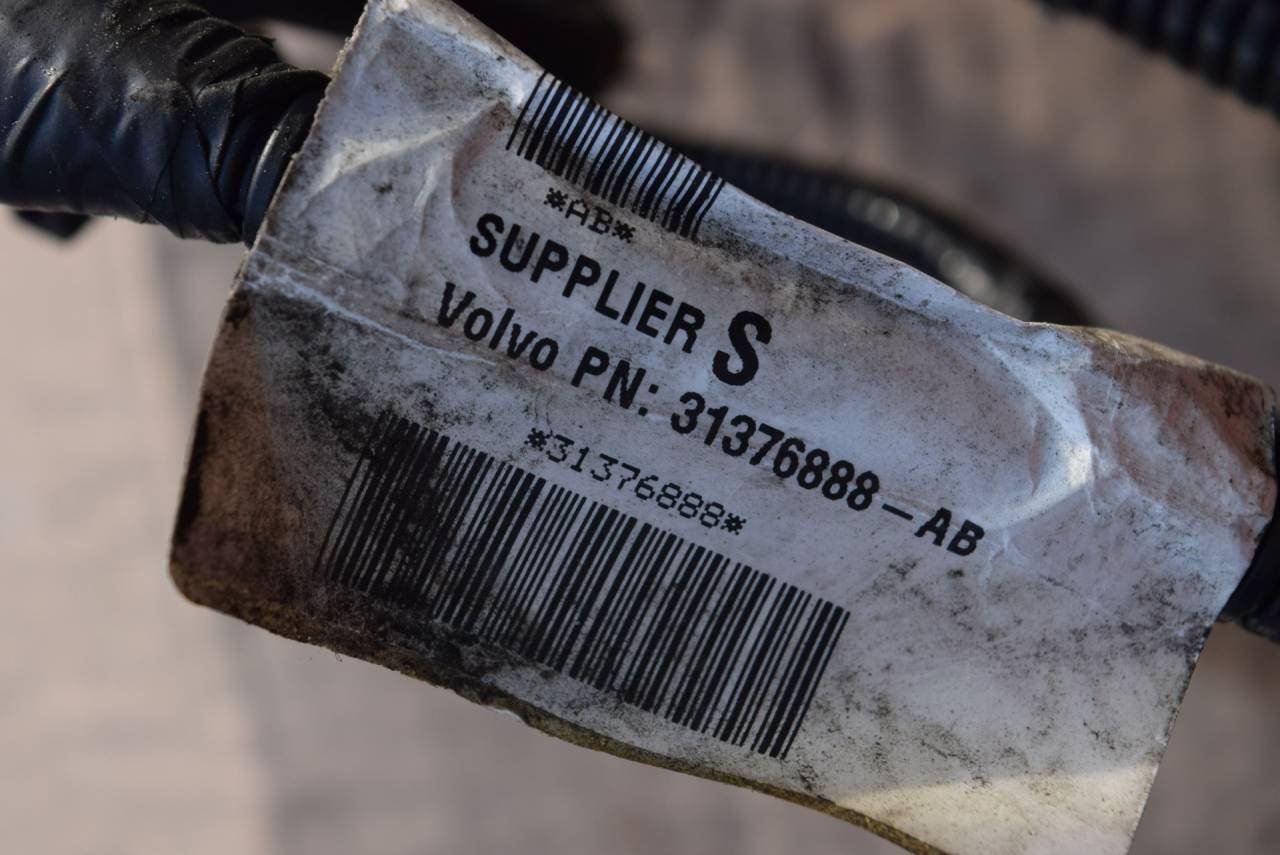 *AB*
SUPPLIER S
Volvo PN: 31376888-AB
*31376888*